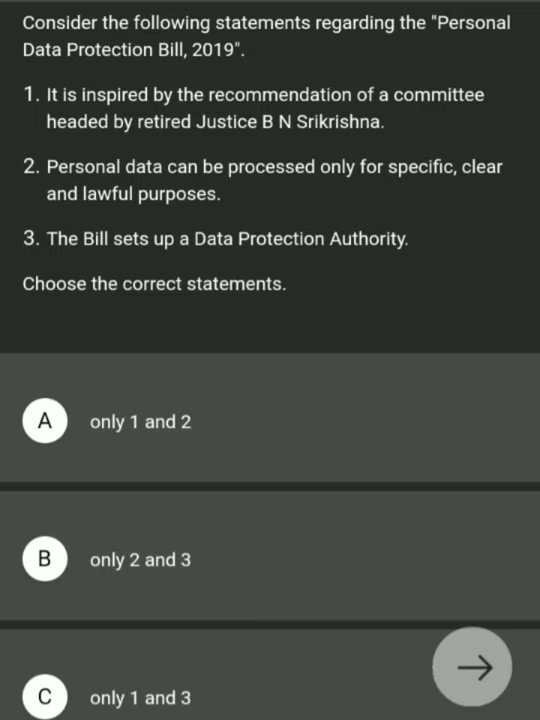 Consider the following statements regarding the "Personal
Data Protection Bill, 2019".
1. It is inspired by the recommendation of a committee
headed by retired Justice B N Srikrishna.
2. Personal data can be processed only for specific, clear
and lawful purposes.
3. The Bill sets up a Data Protection Authority.
Choose the correct statements.
A only 1 and 2
B only 2 and 3
C only 1 and 3